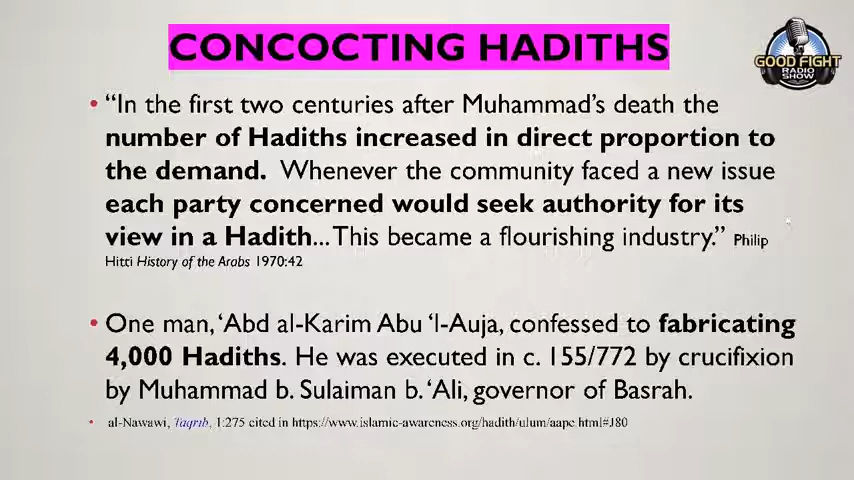 CONCOCTING HADITHS
GOOD FIGHT
RADIO
SHOW
• “In the first two centuries after Muhammad’s death the
number of Hadiths increased in direct proportion to
the demand. Whenever the community faced a new issue
each party concerned would seek authority for its
view in a Hadith... This became a flourishing industry.” Philip
Hitti History of the Arabs 1970:42
• One man, ‘Abd al-Karim Abu ‘l-Auja, confessed to fabricating
4,000 Hadiths. He was executed in c. 155/772 by crucifixion
by Muhammad b. Sulaiman b. ‘Ali, governor of Basrah.
• al-Nawawi, Taqrib, 1:275 cited in https://www.islamic-awareness.org/hadith/ulum/aape.html#J80